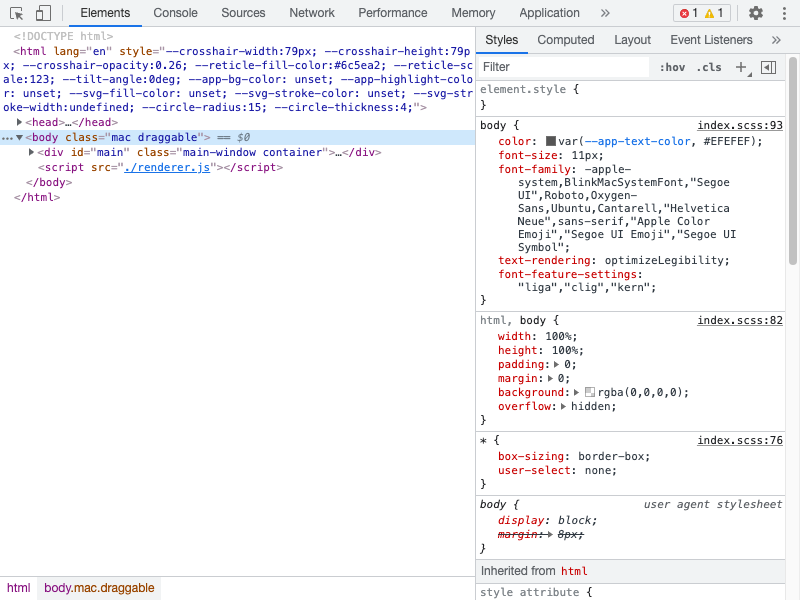 Elements Console Sources Network Performance Memory Application » 1 1
<!DOCTYPE html>
<html lang="en" style="--crosshair-width:79px; --crosshair-height:79p
x; --crosshair-opacity:0.26; --reticle-fill-color:#6c5ea2; --reticle-sc
ale:123; --tilt-angle:0deg; --app-bg-color: unset; --app-highlight-colo
r: unset; --svg-fill-color: unset; --svg-stroke-color: unset; --svg-str
oke-width:undefined; --circle-radius:15; --circle-thickness:4;">
<head>…</head>
<body class="mac draggable"> == $0
<div id="main" class="main-window container">…</div>
<script src="./renderer.js"></script>
</body>
</html>
html body.mac.draggable
Styles Computed Layout Event Listeners »
Filter :hov .cls
element.style {
}
body { index.scss:93
color: var(--app-text-color, #EFEFEF);
font-size: 11px;
font-family: -apple-
system,BlinkMacSystemFont,"Segoe
UI",Roboto,Oxygen-
Sans,Ubuntu,Cantarell,"Helvetica
Neue",sans-serif,"Apple Color
Emoji","Segoe UI Emoji","Segoe UI
Symbol";
text-rendering: optimizeLegibility;
font-feature-settings:
"liga","clig","kern";
}
html, body { index.scss:82
width: 100%;
height: 100%;
padding: 0;
margin: 0;
background: rgba(0,0,0,0);
overflow: hidden;
}
* { index.scss:76
box-sizing: border-box;
user-select: none;
}
body { user agent stylesheet
display: block;
margin: 8px;
}
Inherited from html
style attribute {